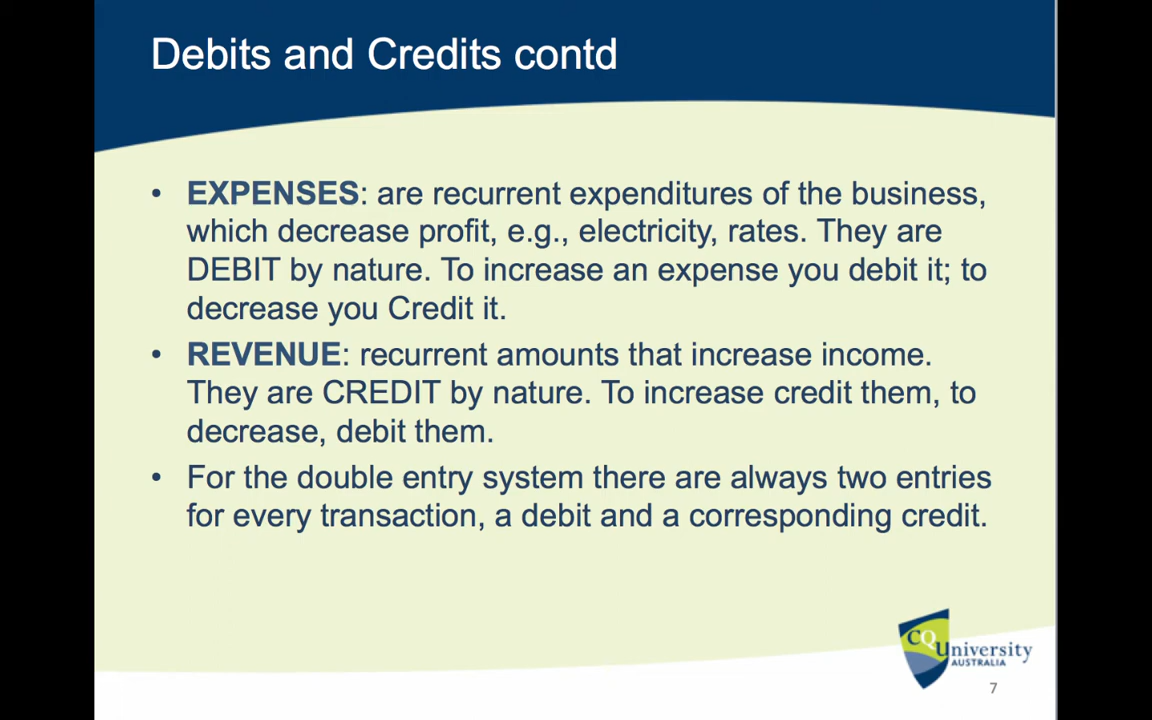 Debits and Credits contd
• EXPENSES: are recurrent expenditures of the business,
which decrease profit, e.g., electricity, rates. They are
DEBIT by nature. To increase an expense you debit it; to
decrease you Credit it.
• REVENUE: recurrent amounts that increase income.
They are CREDIT by nature. To increase credit them, to
decrease, debit them.
• For the double entry system there are always two entries
for every transaction, a debit and a corresponding credit.
CQUniversity
AUSTRALIA
7